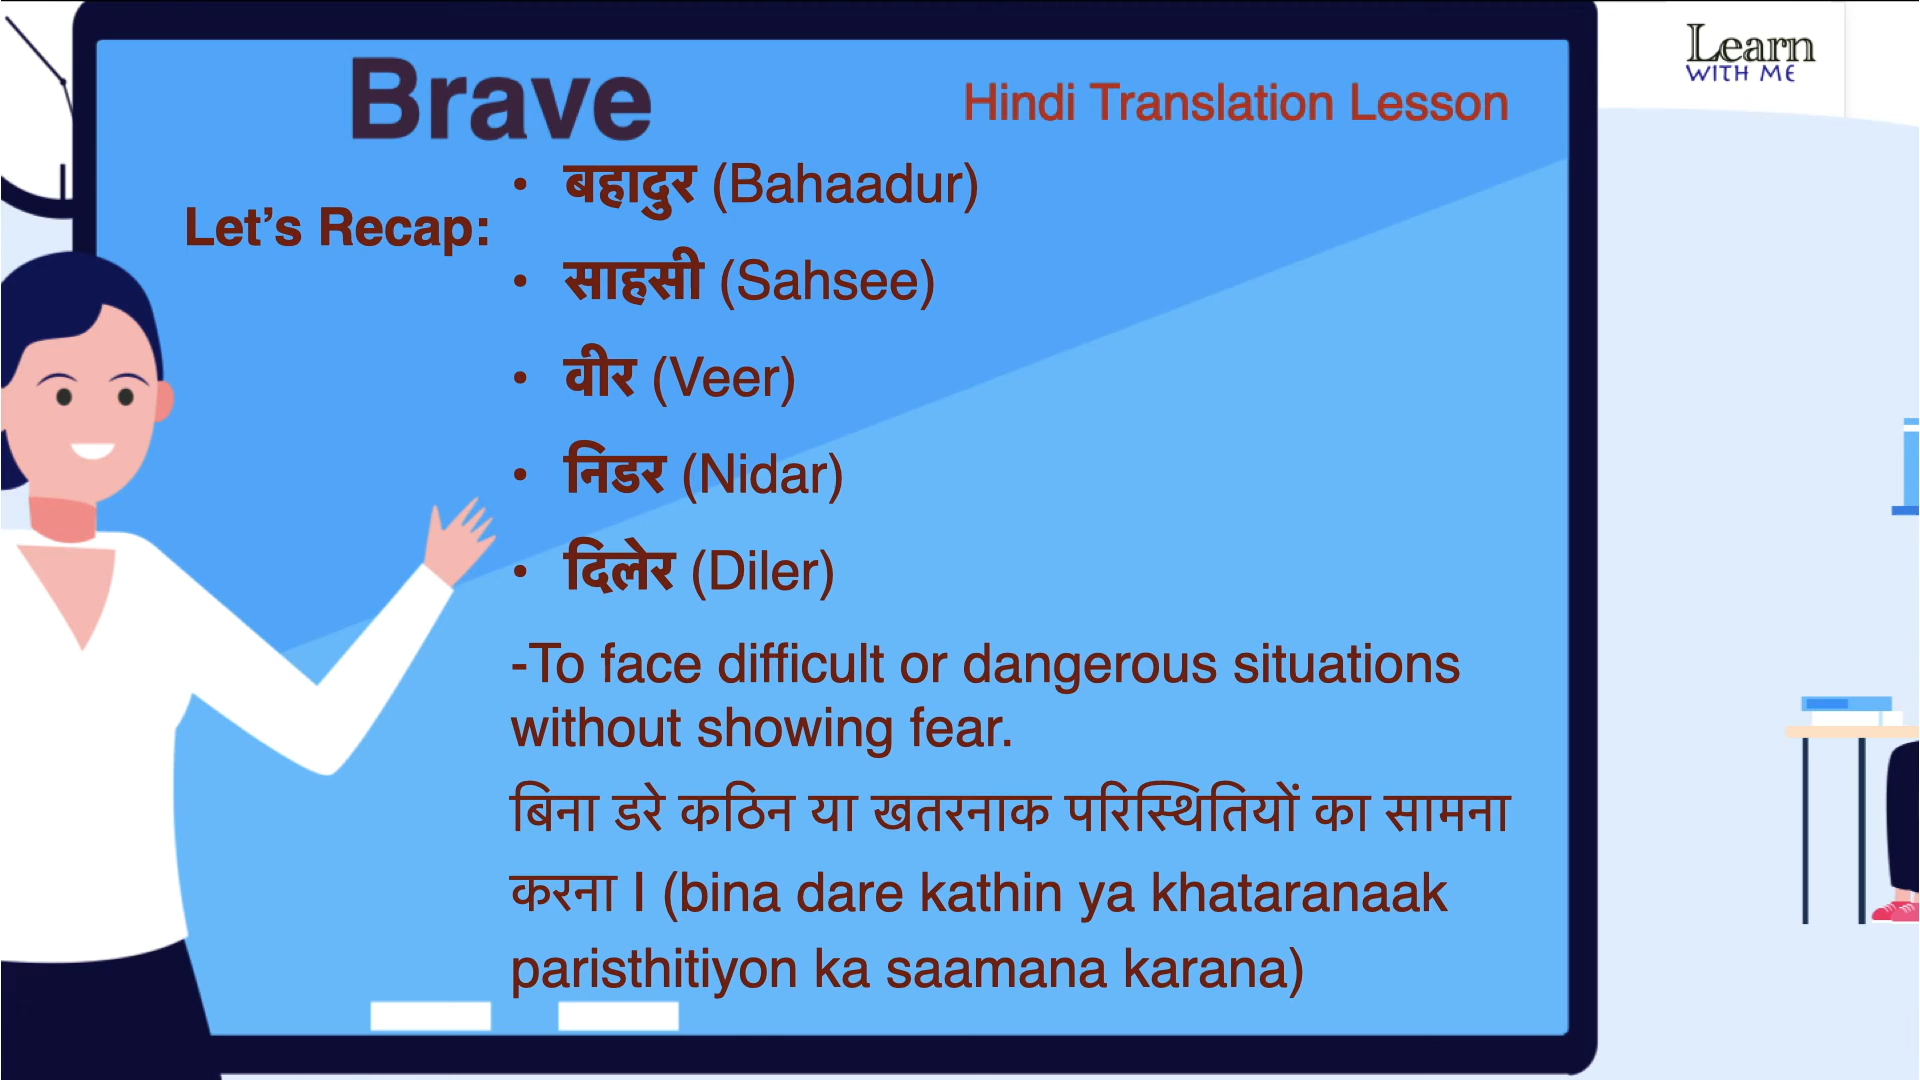 Learn
WITH ME
Brave
Hindi Translation Lesson
Let’s Recap:
• बहादुर (Bahaadur)
• साहसी (Sahsee)
• वीर (Veer)
• निडर (Nidar)
• दिलेर (Diler)
-To face difficult or dangerous situations
without showing fear.
बिना डरे कठिन या खतरनाक परिस्थितियों का सामना
करना I (bina dare kathin ya khataranaak
paristhitiyon ka saamana karana)